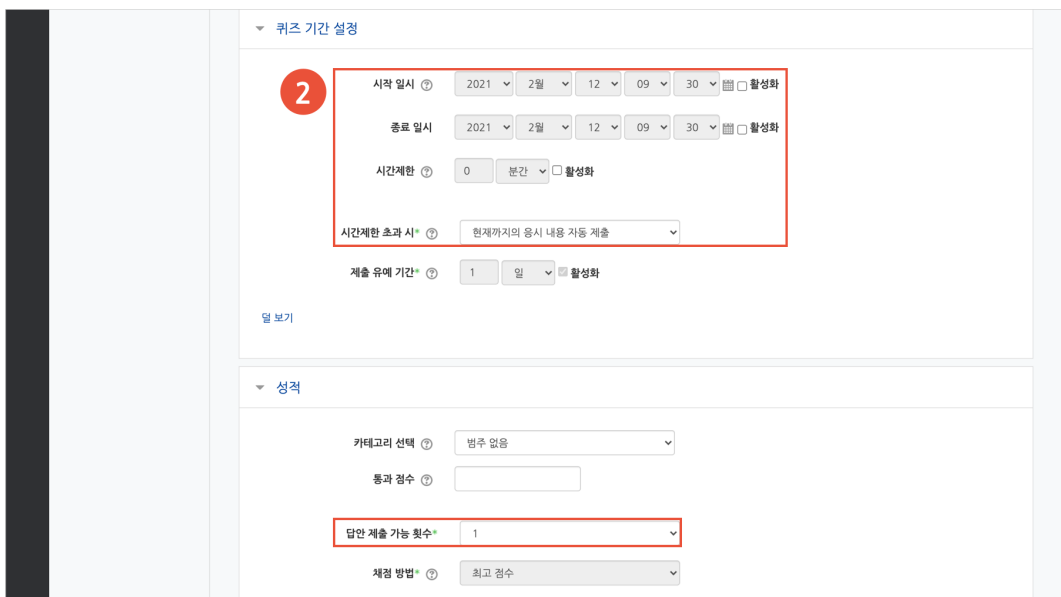 퀴즈 기간 설정
2
시작 일시 2021 2월 12 09 30 활성화
종료 일시 2021 2월 12 09 30 활성화
시간제한 0 분간 활성화
시간제한 초과 시* 현재까지의 응시 내용 자동 제출
제출 유예 기간* 1 일 활성화
덜 보기
성적
카테고리 선택 범주 없음
통과 점수
답안 제출 가능 횟수* 1
채점 방법* 최고 점수